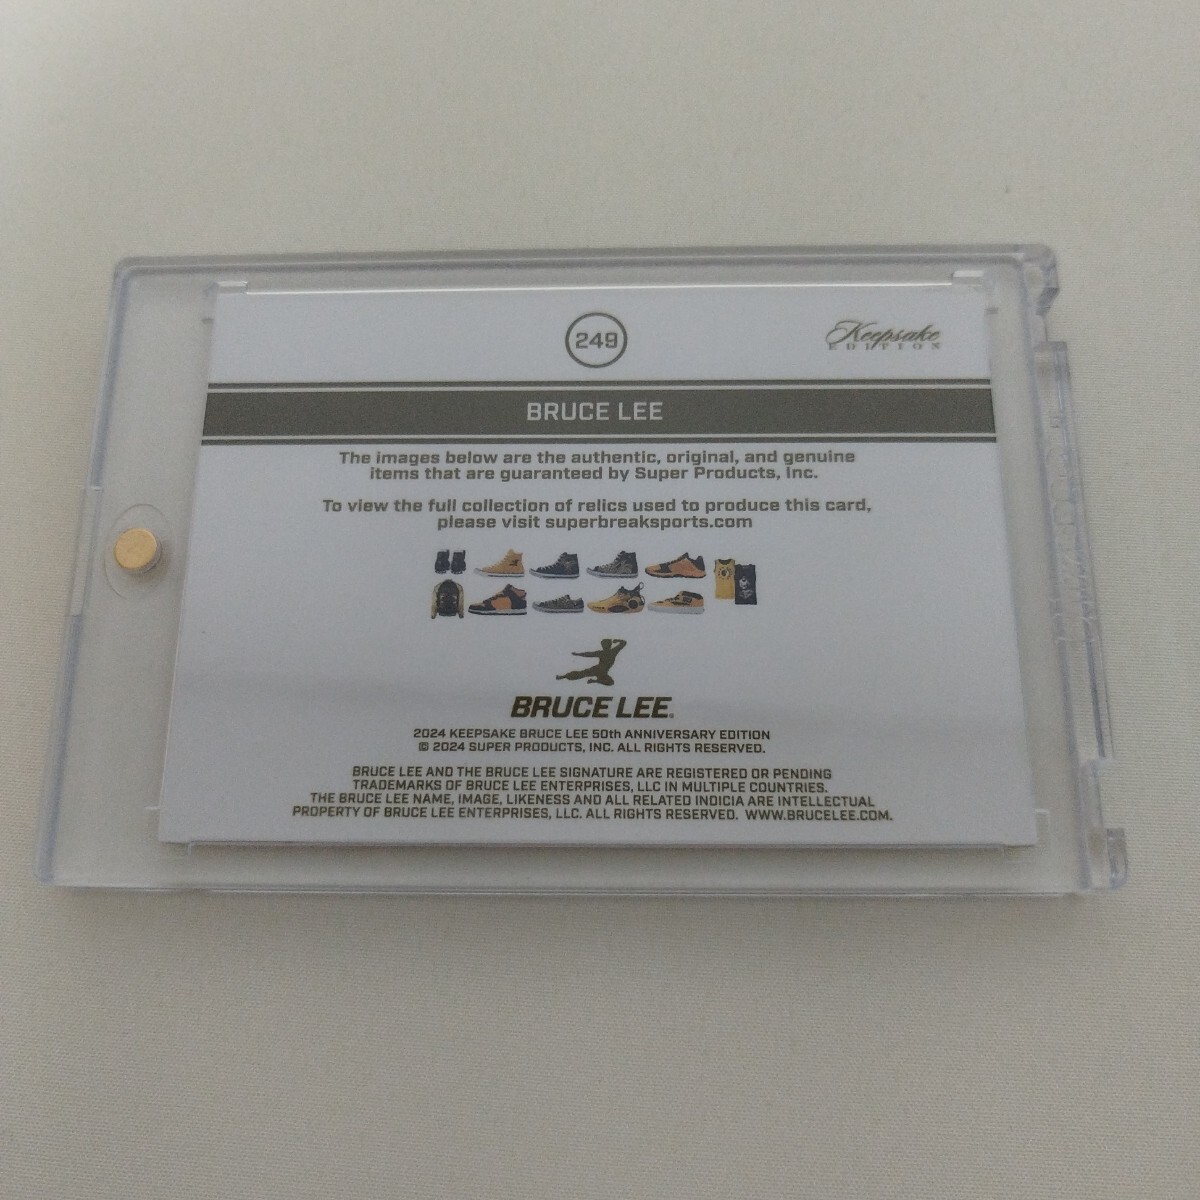 249
Keepsake
EDITION
BRUCE LEE
The images below are the authentic, original, and genuine
items that are guaranteed by Super Products, Inc.
To view the full collection of relics used to produce this card,
please visit superbreaksports.com
BRUCE LEE.
2024 KEEPSAKE BRUCE LEE 50th ANNIVERSARY EDITION
© 2024 SUPER PRODUCTS, INC. ALL RIGHTS RESERVED.
BRUCE LEE AND THE BRUCE LEE SIGNATURE ARE REGISTERED OR PENDING
TRADEMARKS OF BRUCE LEE ENTERPRISES, LLC IN MULTIPLE COUNTRIES.
THE BRUCE LEE NAME, IMAGE, LIKENESS AND ALL RELATED INDICIA ARE INTELLECTUAL
PROPERTY OF BRUCE LEE ENTERPRISES, LLC. ALL RIGHTS RESERVED. WWW.BRUCELEE.COM.